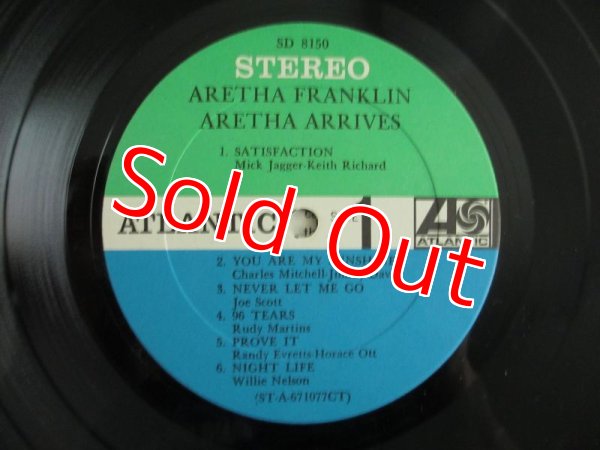 SD 8150
STEREO
ARETHA FRANKLIN
ARETHA ARRIVES
1. SATISFACTION
Mick Jagger-Keith Richard
Sold Out
ATLANTIC
1
ATLANTIC
2. YOU ARE MY
Charles Mitchell
3. NEVER LET ME GO
Joe Scott
4. 96 TEARS
Rudy Martins
5. PROVE IT
Randy Evretts-Horace Ott
6. NIGHT LIFE
Willie Nelson
(ST-A-671077CT)